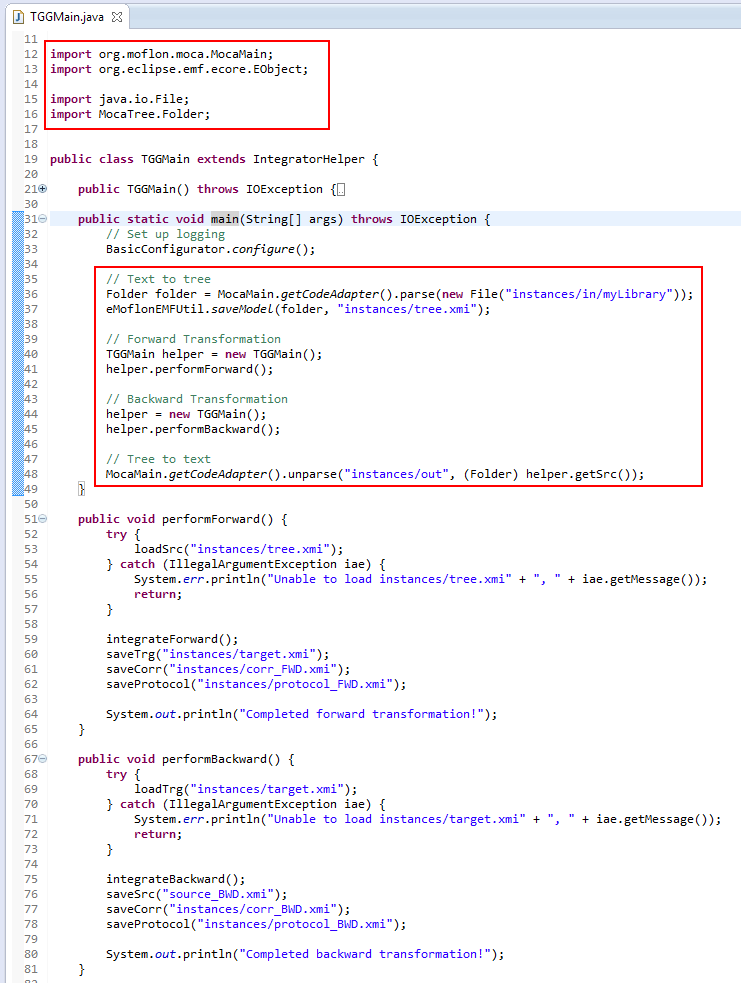 TGGMain.java
11
12 import org.moflon.moca.MocaMain;
13 import org.eclipse.emf.ecore.EObject;
14
15 import java.io.File;
16 import MocaTree.Folder;
17
18
19 public class TGGMain extends IntegratorHelper {
20
21 public TGGMain() throws IOException {
30
31 public static void main(String[] args) throws IOException {
32 // Set up logging
33 BasicConfigurator.configure();
34
35 // Text to tree
36 Folder folder = MocaMain.getCodeAdapter().parse(new File("instances/in/myLibrary"));
37 eMoflonEMFUtil.saveModel(folder, "instances/tree.xmi");
38
39 // Forward Transformation
40 TGGMain helper = new TGGMain();
41 helper.performForward();
42
43 // Backward Transformation
44 helper = new TGGMain();
45 helper.performBackward();
46
47 // Tree to text
48 MocaMain.getCodeAdapter().unparse("instances/out", (Folder) helper.getSrc());
49 }
50
51 public void performForward() {
52 try {
53 loadSrc("instances/tree.xmi");
54 } catch (IllegalArgumentException iae) {
55 System.err.println("Unable to load instances/tree.xmi" + ", " + iae.getMessage());
56 return;
57 }
58
59 integrateForward();
60 saveTrg("instances/target.xmi");
61 saveCorr("instances/corr_FWD.xmi");
62 saveProtocol("instances/protocol_FWD.xmi");
63
64 System.out.println("Completed forward transformation!");
65 }
66
67 public void performBackward() {
68 try {
69 loadTrg("instances/target.xmi");
70 } catch (IllegalArgumentException iae) {
71 System.err.println("Unable to load instances/target.xmi" + ", " + iae.getMessage());
72 return;
73 }
74
75 integrateBackward();
76 saveSrc("source_BWD.xmi");
77 saveCorr("instances/corr_BWD.xmi");
78 saveProtocol("instances/protocol_BWD.xmi");
79
80 System.out.println("Completed backward transformation!");
81 }